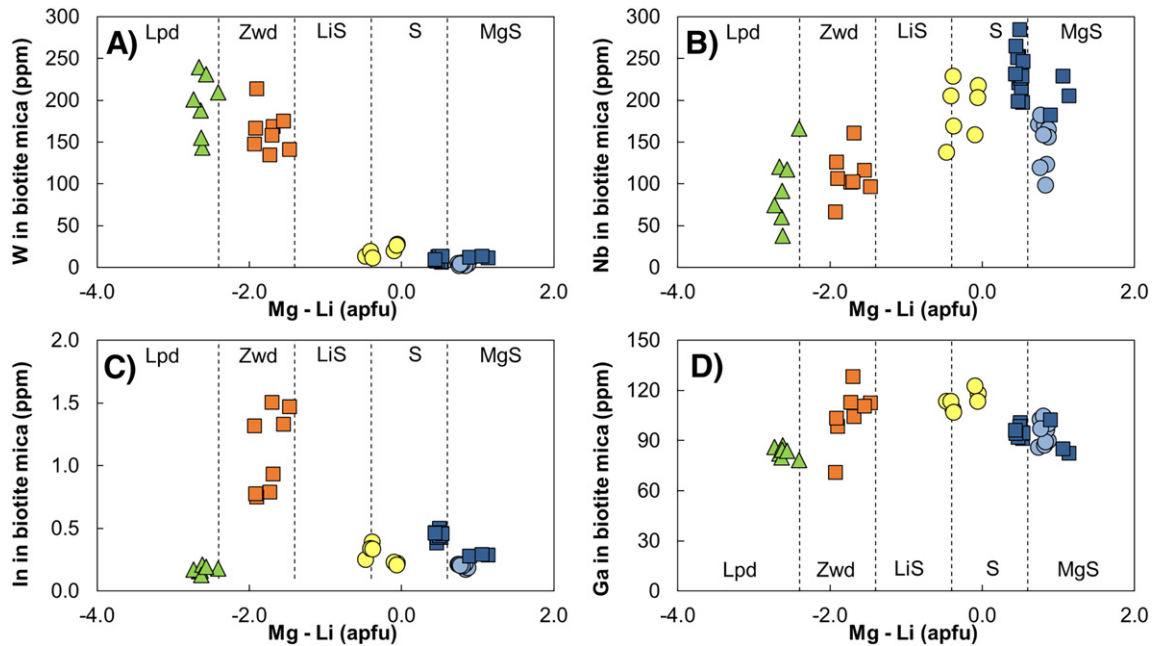 A)
Lpd Zwd LiS S MgS
300
250
200
150
100
50
0
W in biotite mica (ppm)
-4.0 -2.0 0.0 2.0
Mg - Li (apfu)
B)
Lpd Zwd LiS S MgS
300
250
200
150
100
50
0
Nb in biotite mica (ppm)
-4.0 -2.0 0.0 2.0
Mg - Li (apfu)
C)
Lpd Zwd LiS S MgS
2.0
1.5
1.0
0.5
0.0
In in biotite mica (ppm)
-4.0 -2.0 0.0 2.0
Mg - Li (apfu)
D)
150
120
90
60
30
0
Ga in biotite mica (ppm)
Lpd Zwd LiS S MgS
-4.0 -2.0 0.0 2.0
Mg - Li (apfu)